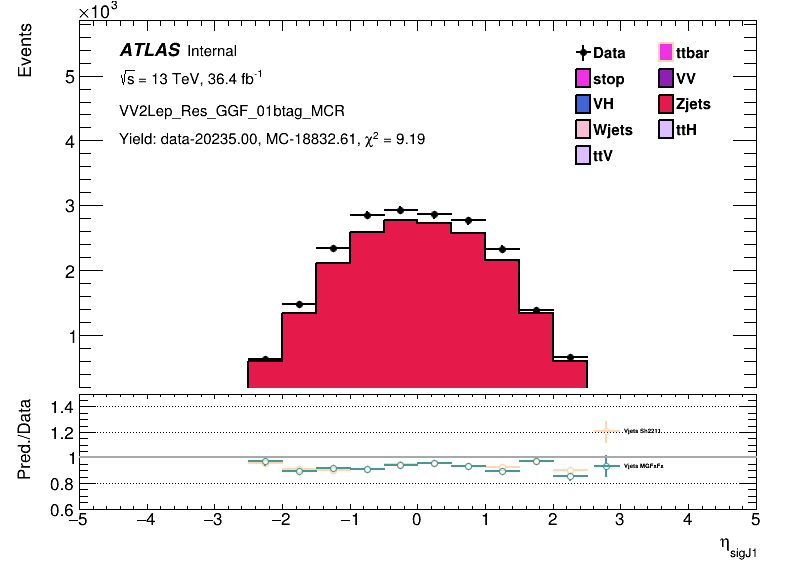 ×10³
Events
5
4
3
2
1
ATLAS Internal
√s = 13 TeV, 36.4 fb⁻¹
VV2Lep_Res_GGF_01btag_MCR
Yield: data-20235.00, MC-18832.61, χ² = 9.19
Data
ttbar
stop
VV
VH
Zjets
Wjets
ttH
ttV
Pred./Data
1.4
1.2
1
0.8
0.6
Vjets Sh2211
Vjets MGFxFx
−5 −4 −3 −2 −1 0 1 2 3 4 5
η_sigJ1